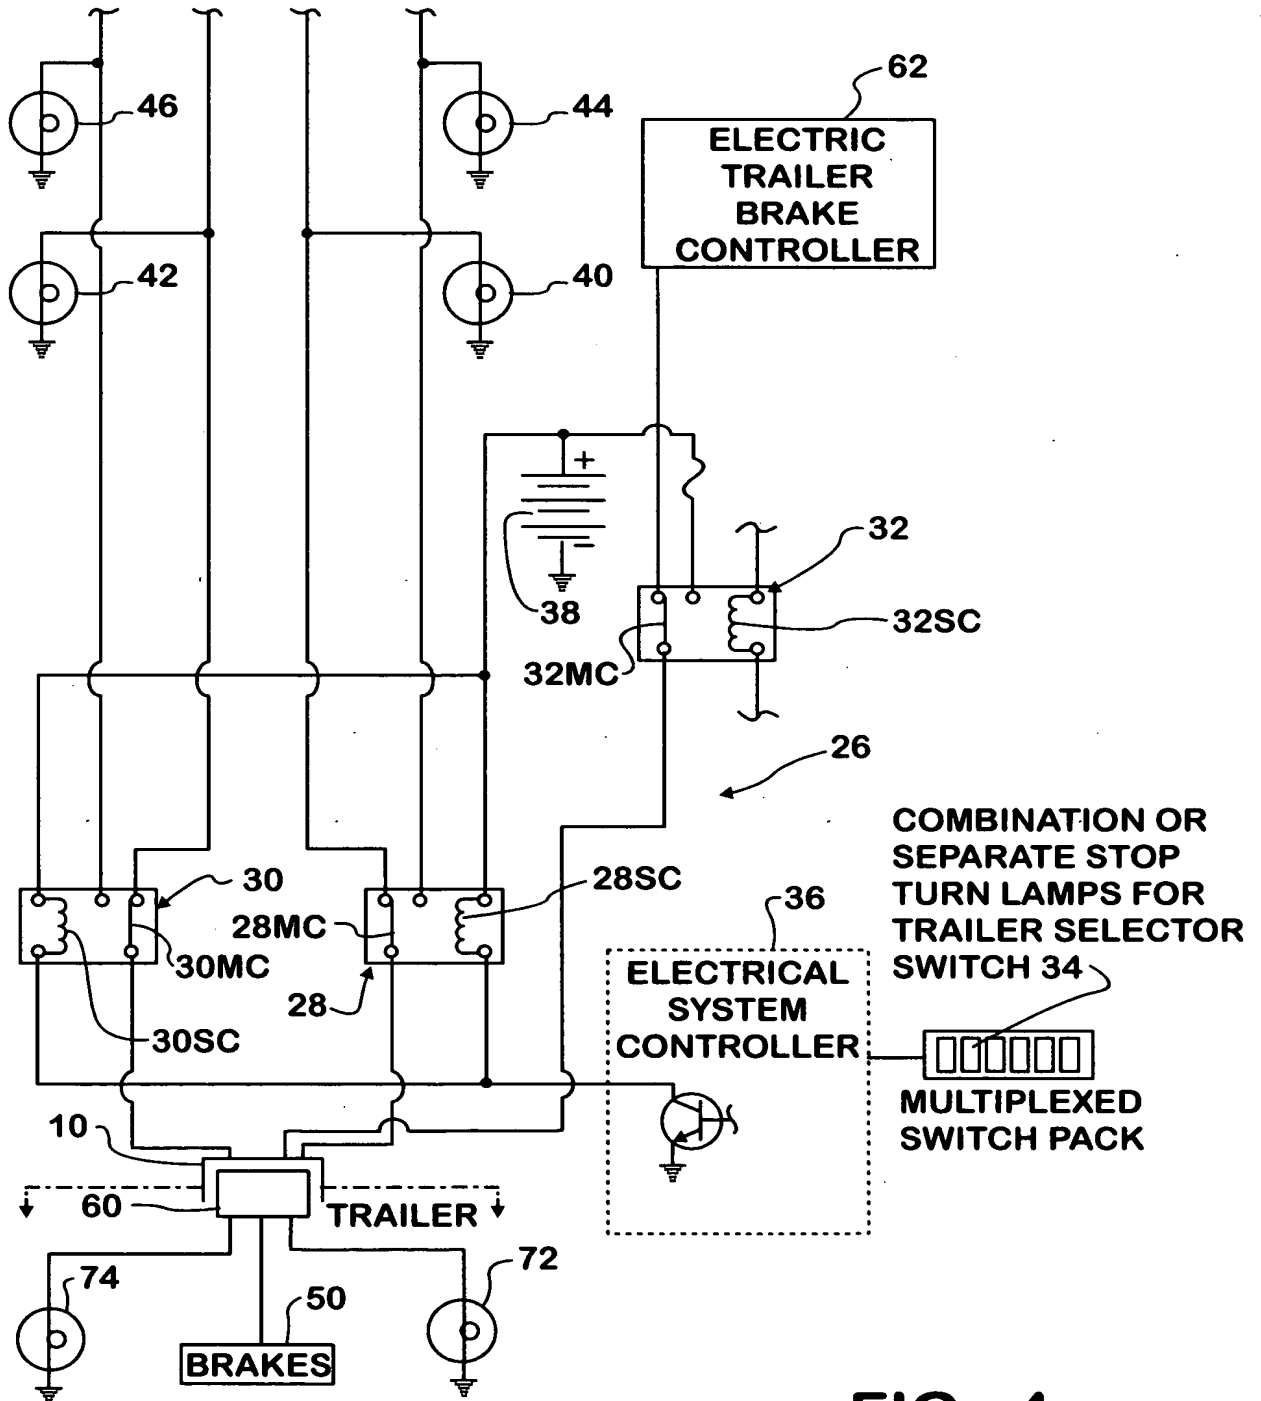 62
46
44
ELECTRIC
TRAILER
BRAKE
CONTROLLER
42
40
+
−
32
38
32SC
32MC
26
COMBINATION OR
SEPARATE STOP
TURN LAMPS FOR
TRAILER SELECTOR
SWITCH 34
30
28SC
36
28MC
30MC
ELECTRICAL
SYSTEM
CONTROLLER
28
30SC
MULTIPLEXED
SWITCH PACK
10
60
TRAILER
72
74
50
BRAKES